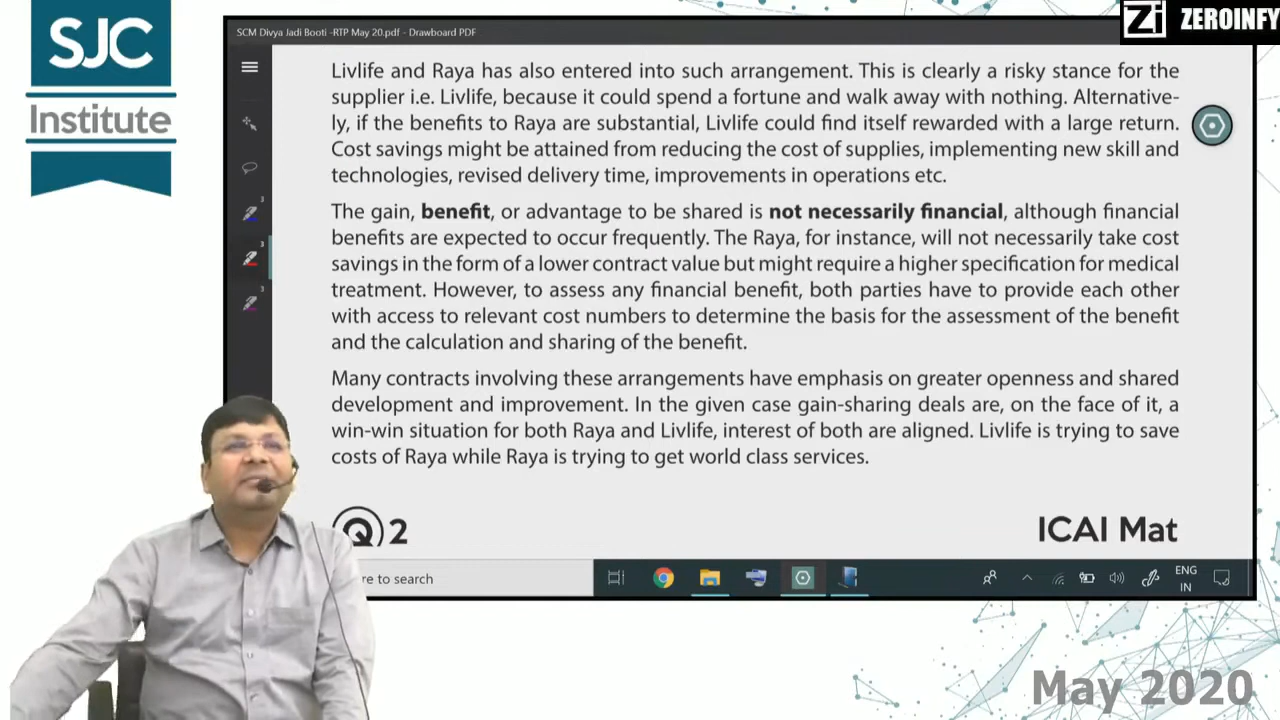 SJC
Institute
Zi ZEROINFY
SCM Divya Jadi Booti -RTP May 20.pdf - Drawboard PDF
Livlife and Raya has also entered into such arrangement. This is clearly a risky stance for the
supplier i.e. Livlife, because it could spend a fortune and walk away with nothing. Alternative-
ly, if the benefits to Raya are substantial, Livlife could find itself rewarded with a large return.
Cost savings might be attained from reducing the cost of supplies, implementing new skill and
technologies, revised delivery time, improvements in operations etc.
The gain, benefit, or advantage to be shared is not necessarily financial, although financial
benefits are expected to occur frequently. The Raya, for instance, will not necessarily take cost
savings in the form of a lower contract value but might require a higher specification for medical
treatment. However, to assess any financial benefit, both parties have to provide each other
with access to relevant cost numbers to determine the basis for the assessment of the benefit
and the calculation and sharing of the benefit.
Many contracts involving these arrangements have emphasis on greater openness and shared
development and improvement. In the given case gain-sharing deals are, on the face of it, a
win-win situation for both Raya and Livlife, interest of both are aligned. Livlife is trying to save
costs of Raya while Raya is trying to get world class services.
Q 2 ICAI Mat
re to search
ENG
IN
3
3
3
May 2020